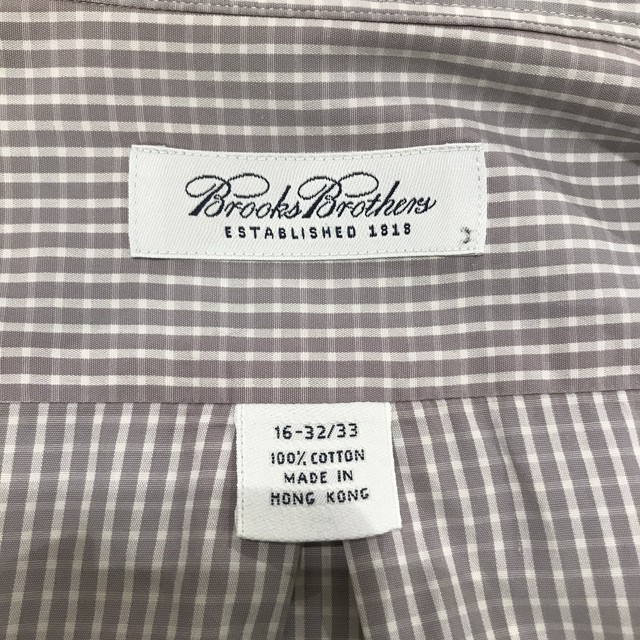 Brooks Brothers
ESTABLISHED 1818
16-32/33
100% COTTON
MADE IN
HONG KONG